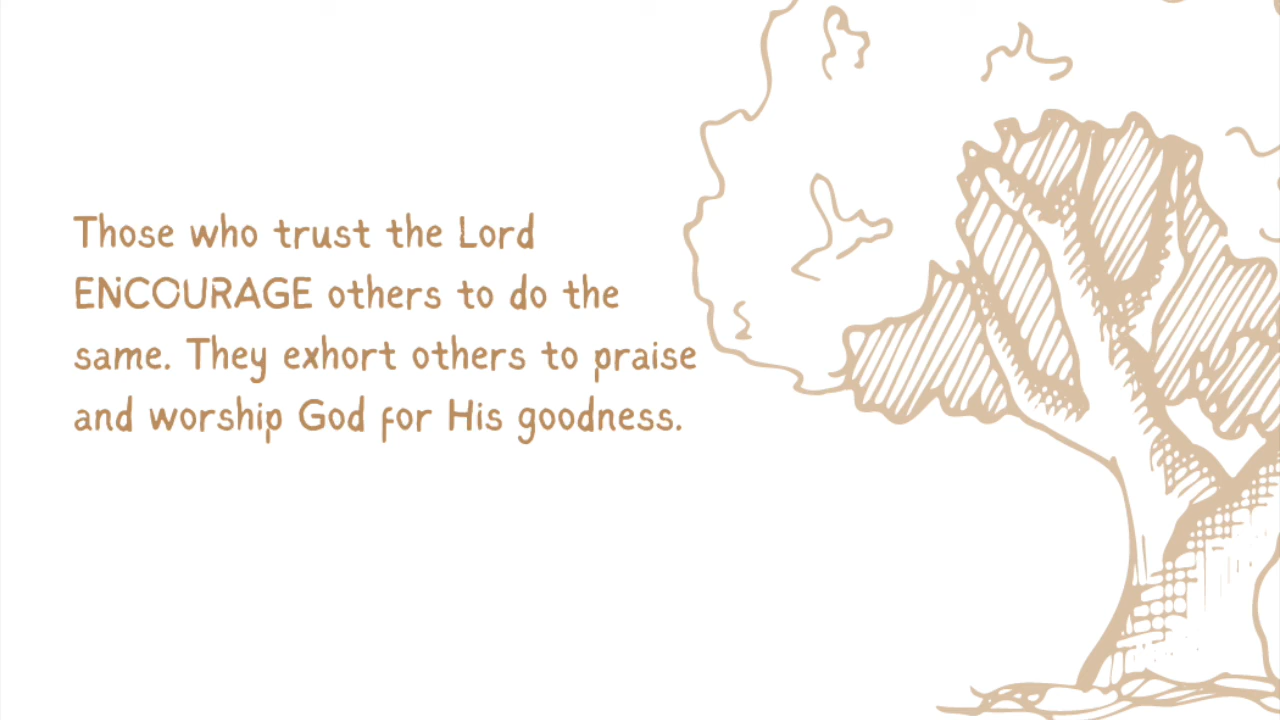 Those who trust the Lord
ENCOURAGE others to do the
same. They exhort others to praise
and worship God for His goodness.